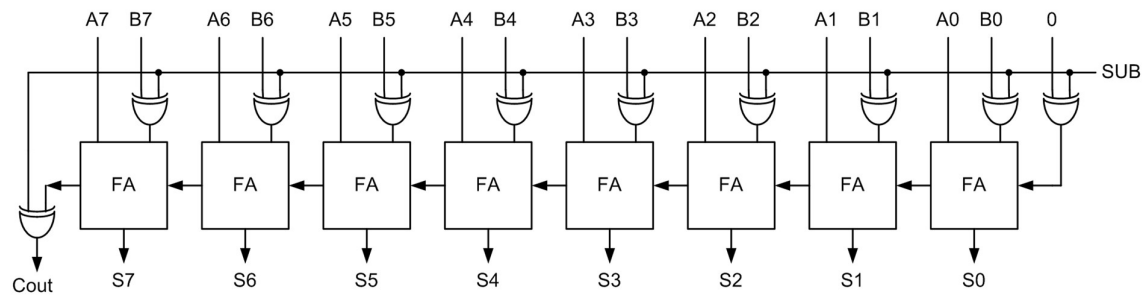 A7 B7 A6 B6 A5 B5 A4 B4 A3 B3 A2 B2 A1 B1 A0 B0 0
SUB
FA FA FA FA FA FA FA FA
Cout S7 S6 S5 S4 S3 S2 S1 S0